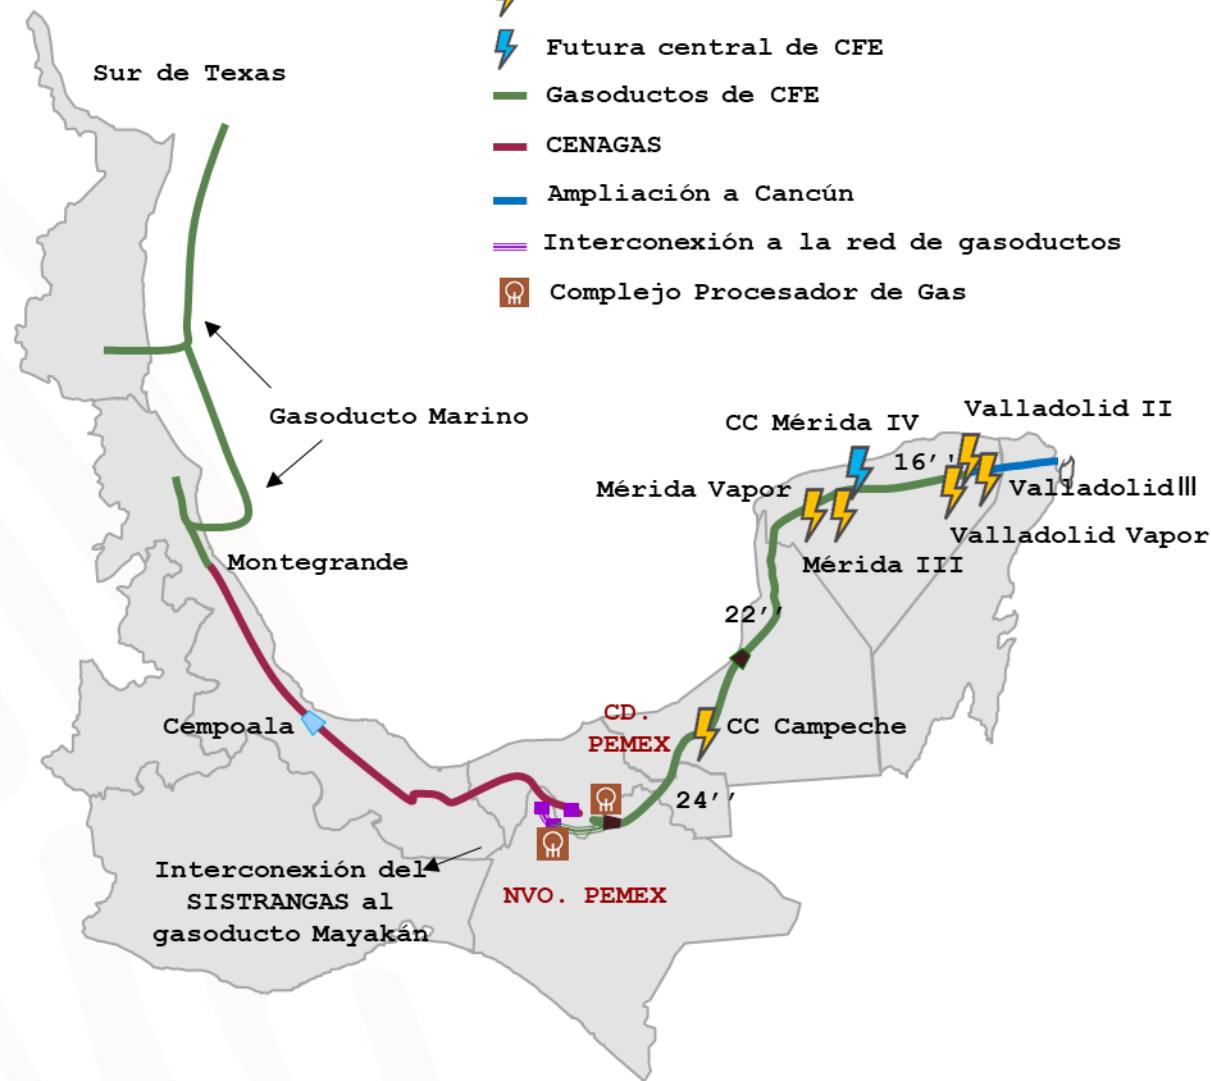 Futura central de CFE
Sur de Texas
Gasoductos de CFE
CENAGAS
Ampliación a Cancún
Interconexión a la red de gasoductos
Complejo Procesador de Gas
Gasoducto Marino
Valladolid II
CC Mérida IV
16''
Mérida Vapor
Valladolid III
Valladolid Vapor
Montegrande
Mérida III
22''
CD.
PEMEX
Cempoala
CC Campeche
24''
Interconexión del
SISTRANGAS al
gasoducto Mayakán
NVO. PEMEX